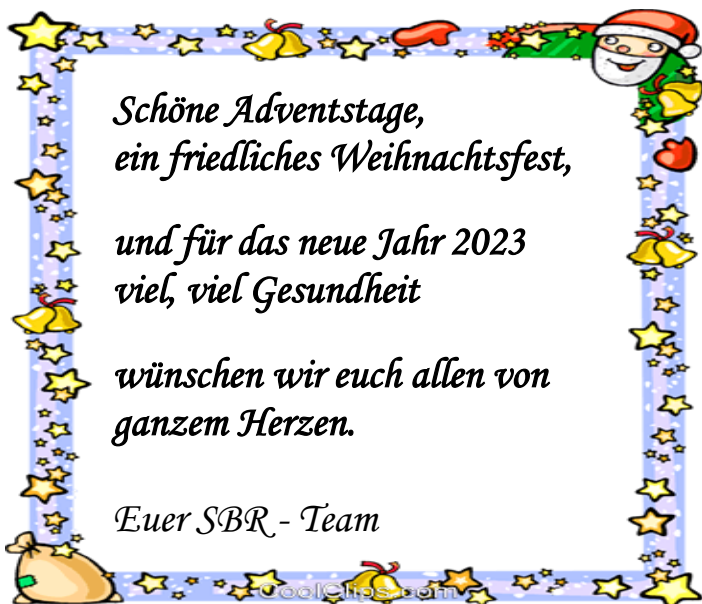 Schöne Adventstage,
ein friedliches Weihnachtsfest,
und für das neue Jahr 2023
viel, viel Gesundheit
wünschen wir euch allen von
ganzem Herzen.
Euer SBR - Team
CoolClips.com